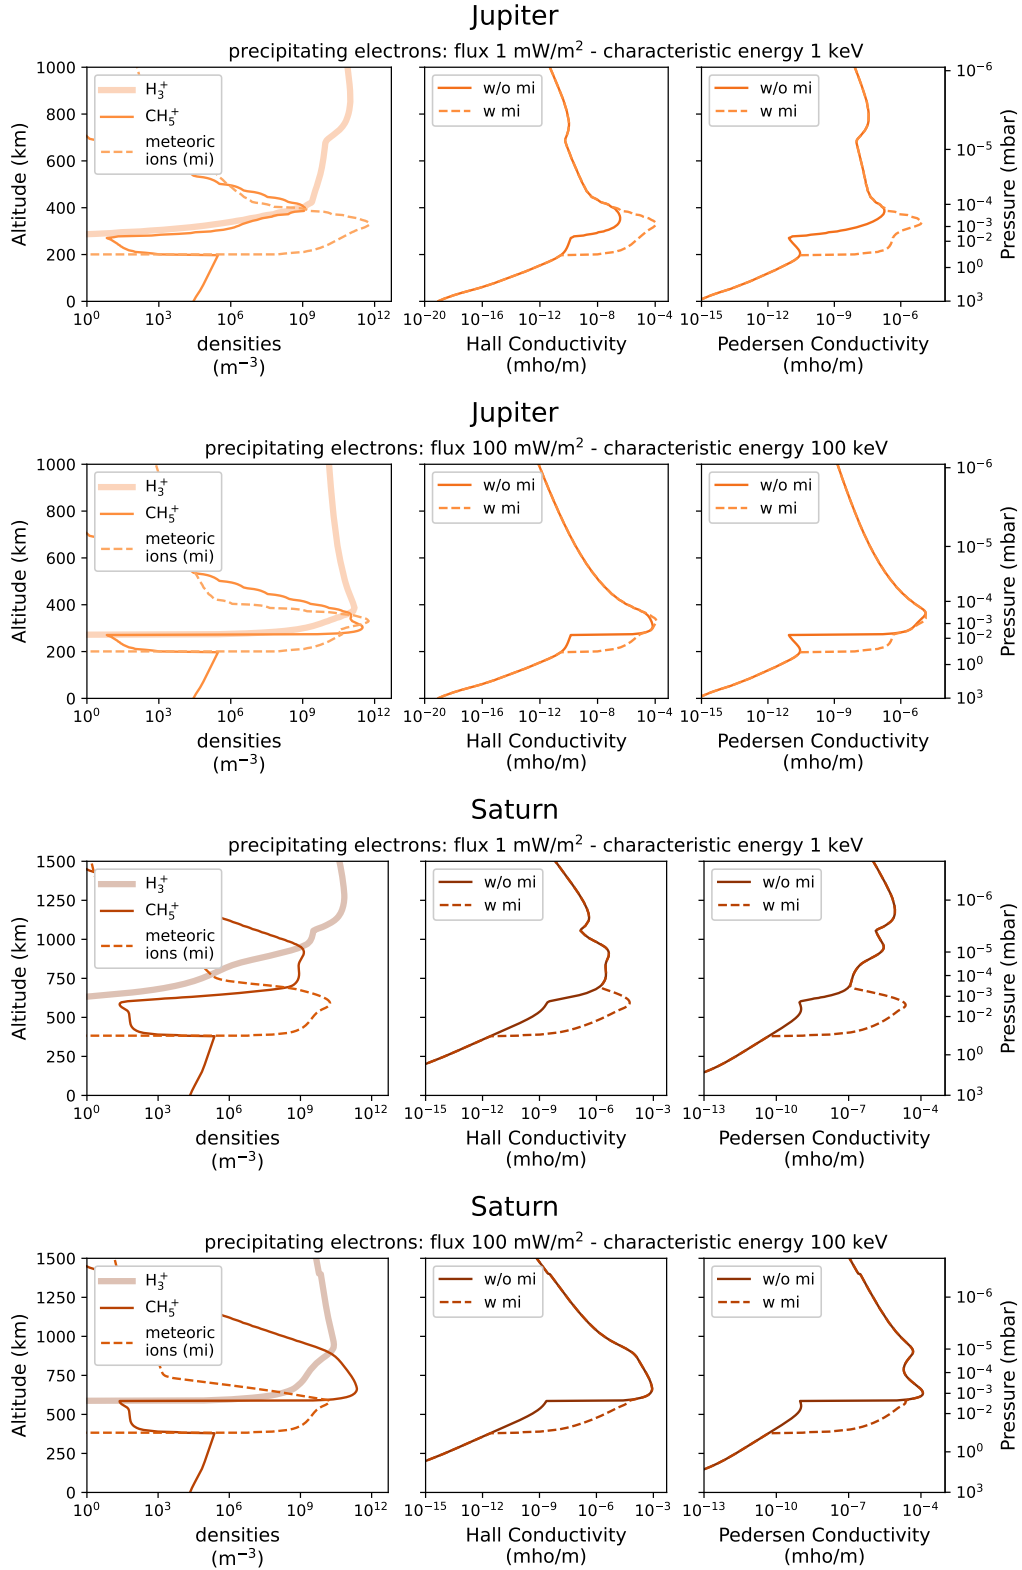 Jupiter
precipitating electrons: flux 1 mW/m² - characteristic energy 1 keV
1000
800
600
400
200
0
Altitude (km)
H₃⁺
CH₅⁺
meteoric
ions (mi)
10⁰ 10³ 10⁶ 10⁹ 10¹²
densities
(m⁻³)
w/o mi
w mi
10⁻²⁰ 10⁻¹⁶ 10⁻¹² 10⁻⁸ 10⁻⁴
Hall Conductivity
(mho/m)
w/o mi
w mi
10⁻¹⁵ 10⁻¹² 10⁻⁹ 10⁻⁶
Pedersen Conductivity
(mho/m)
10⁻⁶
10⁻⁵
10⁻⁴
10⁻³
10⁻²
10⁰
10³
Pressure (mbar)
Jupiter
precipitating electrons: flux 100 mW/m² - characteristic energy 100 keV
1000
800
600
400
200
0
Altitude (km)
H₃⁺
CH₅⁺
meteoric
ions (mi)
10⁰ 10³ 10⁶ 10⁹ 10¹²
densities
(m⁻³)
w/o mi
w mi
10⁻²⁰ 10⁻¹⁶ 10⁻¹² 10⁻⁸ 10⁻⁴
Hall Conductivity
(mho/m)
w/o mi
w mi
10⁻¹⁵ 10⁻¹² 10⁻⁹ 10⁻⁶
Pedersen Conductivity
(mho/m)
10⁻⁶
10⁻⁵
10⁻⁴
10⁻³
10⁻²
10⁰
10³
Pressure (mbar)
Saturn
precipitating electrons: flux 1 mW/m² - characteristic energy 1 keV
1500
1250
1000
750
500
250
0
Altitude (km)
H₃⁺
CH₅⁺
meteoric
ions (mi)
10⁰ 10³ 10⁶ 10⁹ 10¹²
densities
(m⁻³)
w/o mi
w mi
10⁻¹⁵ 10⁻¹² 10⁻⁹ 10⁻⁶ 10⁻³
Hall Conductivity
(mho/m)
w/o mi
w mi
10⁻¹³ 10⁻¹⁰ 10⁻⁷ 10⁻⁴
Pedersen Conductivity
(mho/m)
10⁻⁶
10⁻⁵
10⁻⁴
10⁻³
10⁻²
10⁰
10³
Pressure (mbar)
Saturn
precipitating electrons: flux 100 mW/m² - characteristic energy 100 keV
1500
1250
1000
750
500
250
0
Altitude (km)
H₃⁺
CH₅⁺
meteoric
ions (mi)
10⁰ 10³ 10⁶ 10⁹ 10¹²
densities
(m⁻³)
w/o mi
w mi
10⁻¹⁵ 10⁻¹² 10⁻⁹ 10⁻⁶ 10⁻³
Hall Conductivity
(mho/m)
w/o mi
w mi
10⁻¹³ 10⁻¹⁰ 10⁻⁷ 10⁻⁴
Pedersen Conductivity
(mho/m)
10⁻⁶
10⁻⁵
10⁻⁴
10⁻³
10⁻²
10⁰
10³
Pressure (mbar)